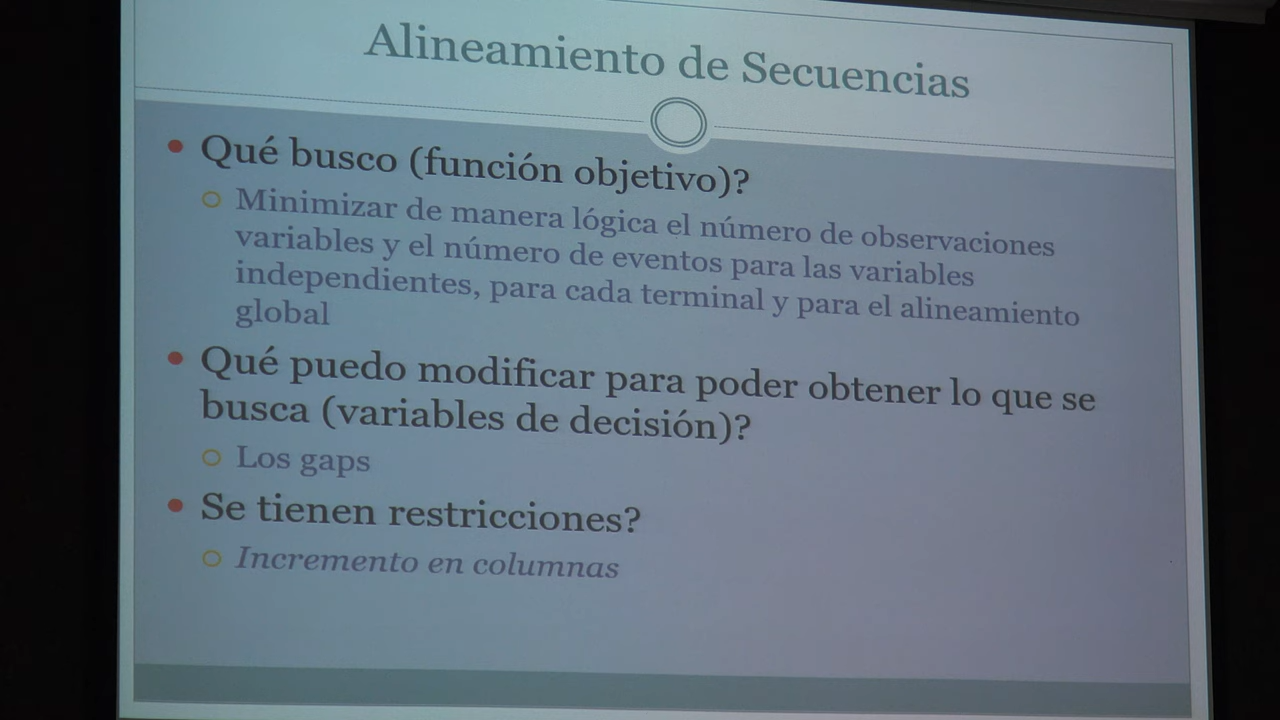 Alineamiento de Secuencias
Qué busco (función objetivo)?
Minimizar de manera lógica el número de observaciones
variables y el número de eventos para las variables
independientes, para cada terminal y para el alineamiento
global
Qué puedo modificar para poder obtener lo que se
busca (variables de decisión)?
Los gaps
Se tienen restricciones?
Incremento en columnas